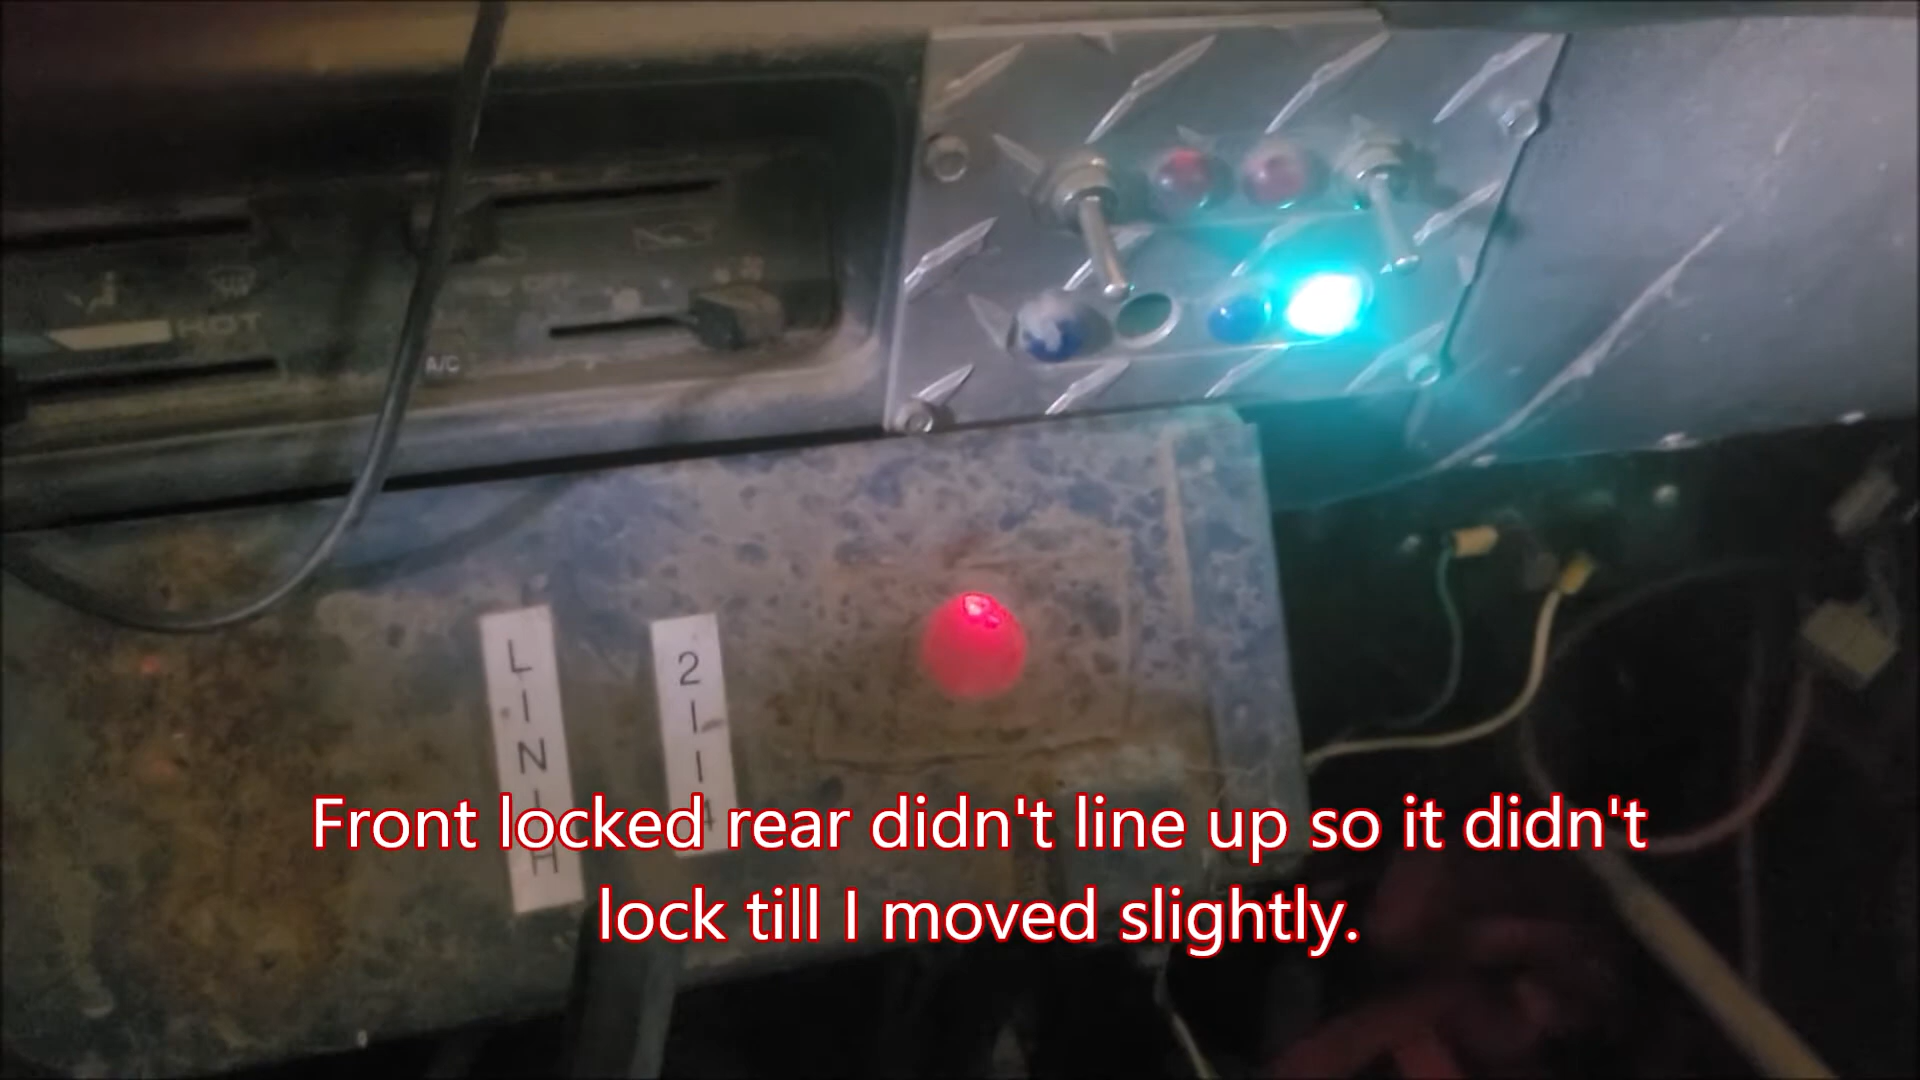 HOT
A/C
L
I
N
I
H
2
I
I
4
Front locked rear didn't line up so it didn't
lock till I moved slightly.